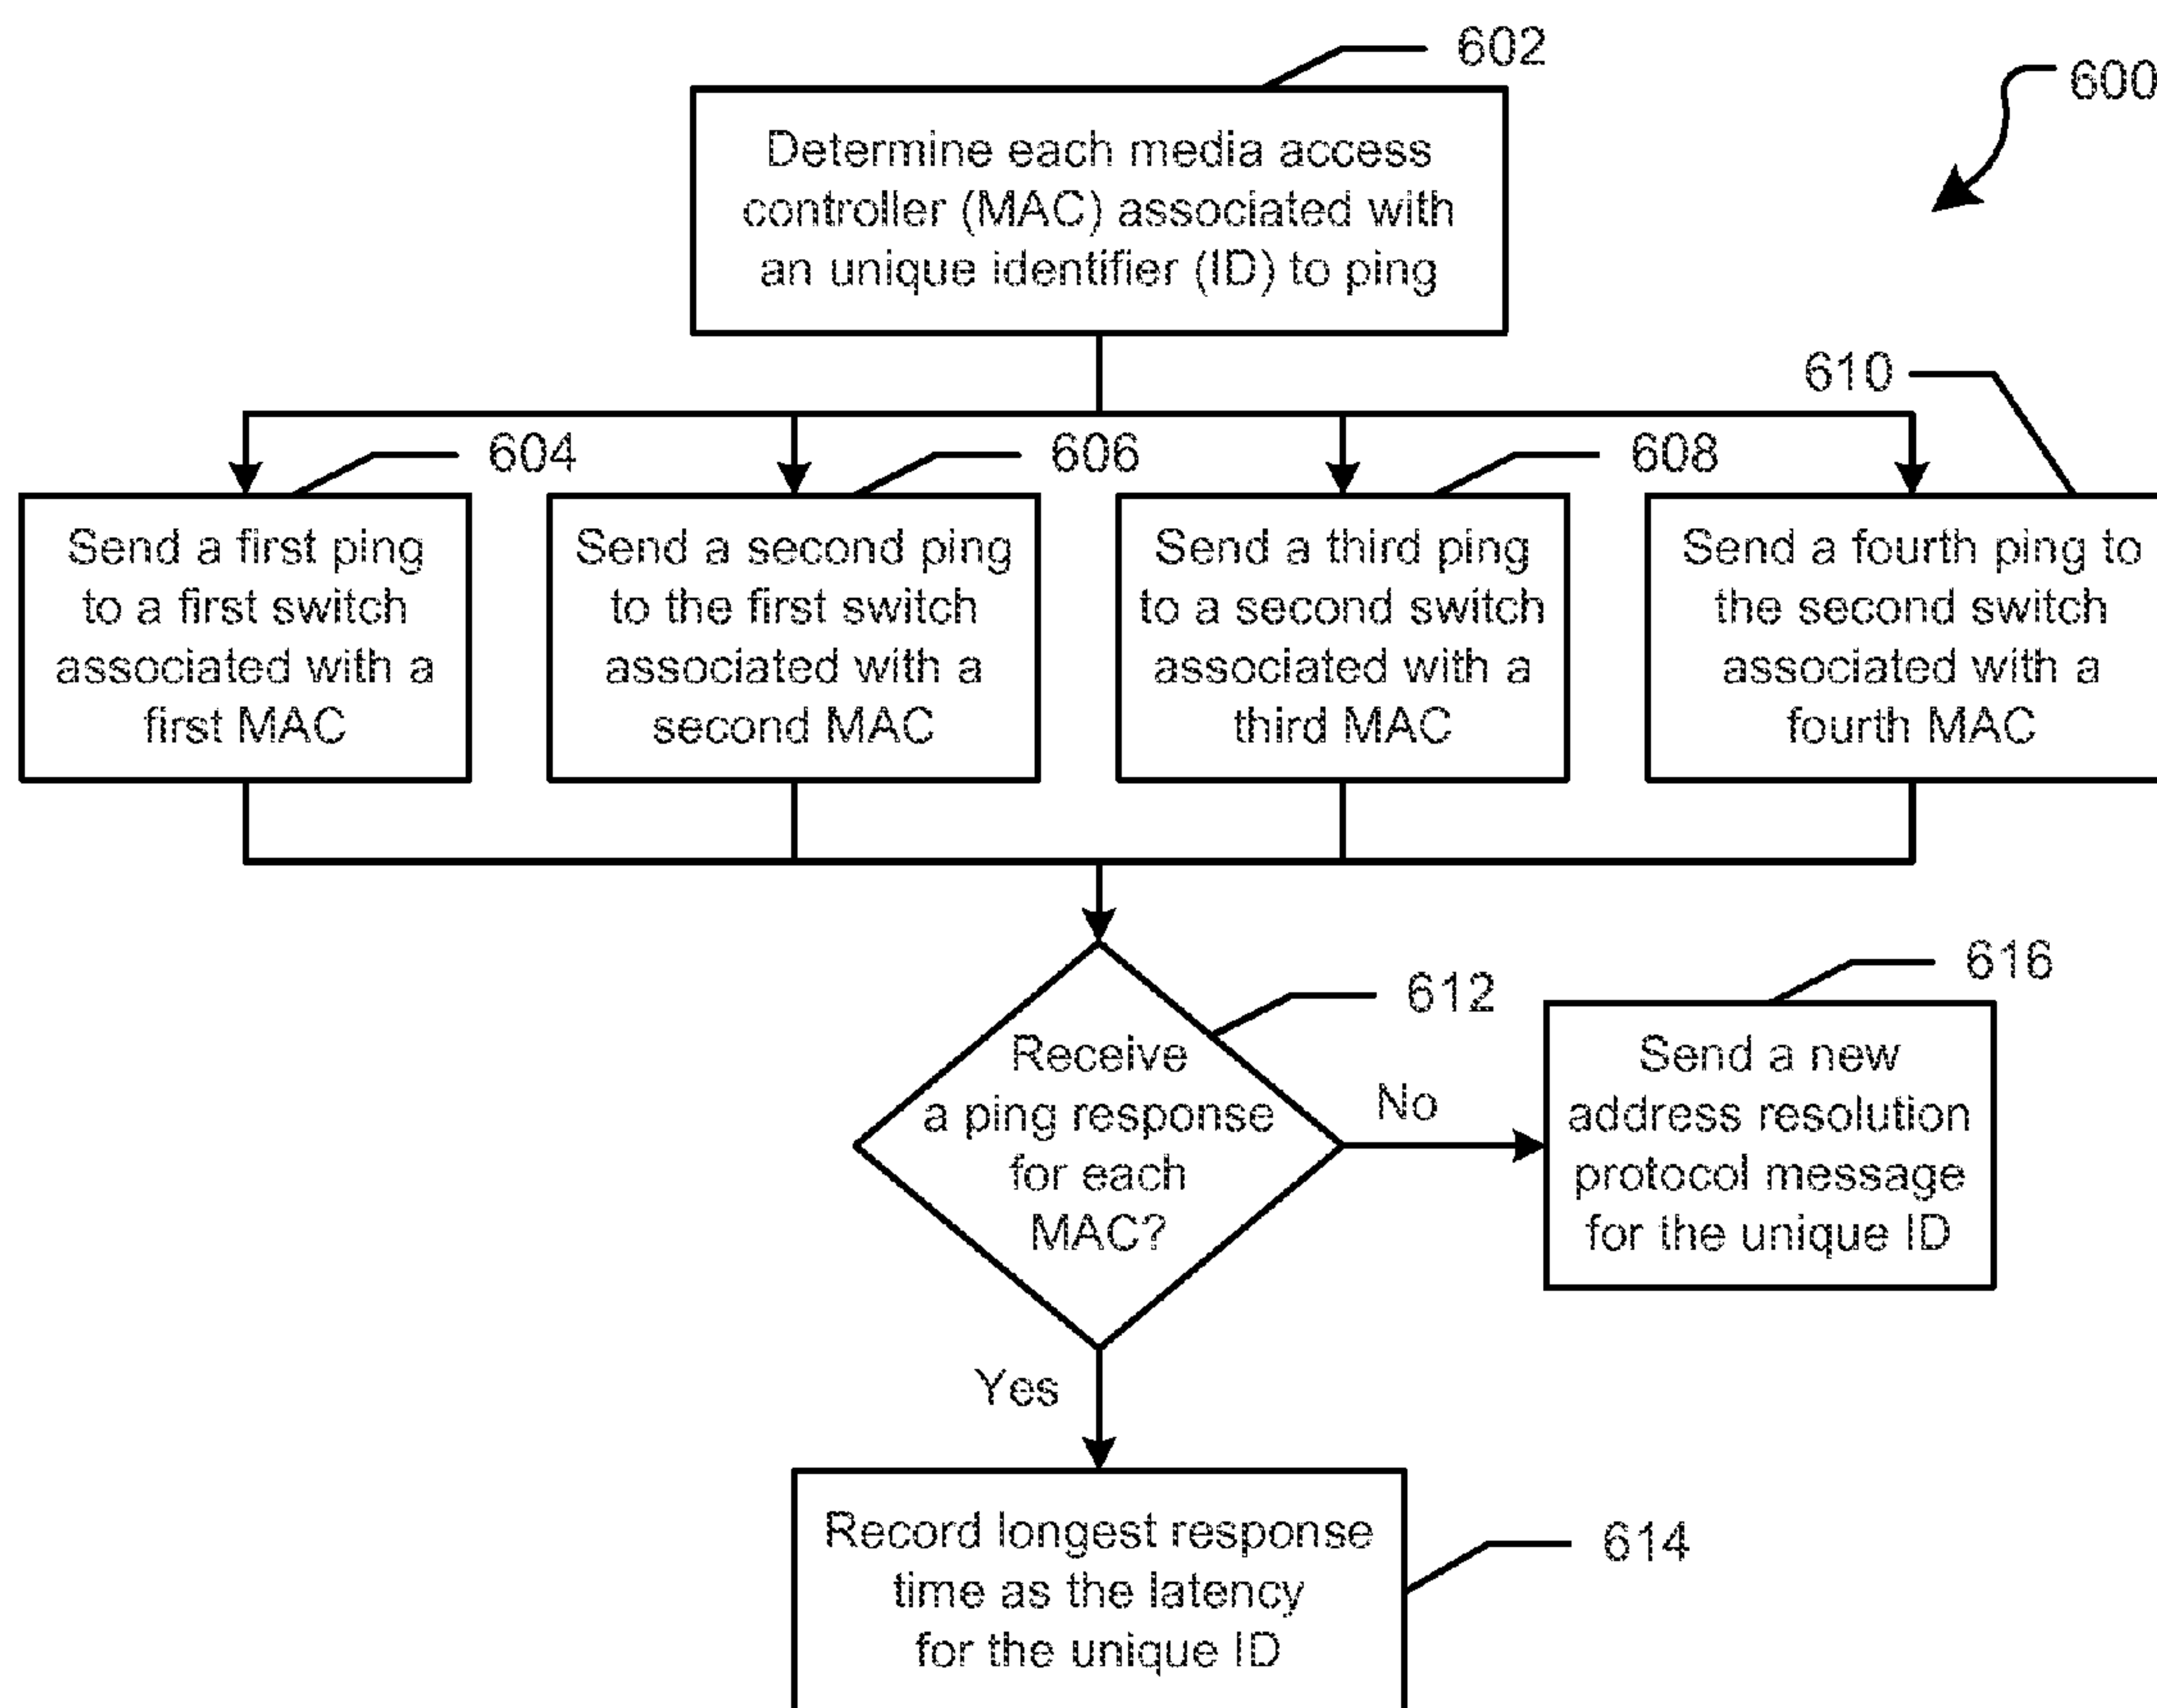 602
600
Determine each media access
controller (MAC) associated with
an unique identifier (ID) to ping
610
604
606
608
Send a first ping
to a first switch
associated with a
first MAC
Send a second ping
to the first switch
associated with a
second MAC
Send a third ping
to a second switch
associated with a
third MAC
Send a fourth ping to
the second switch
associated with a
fourth MAC
612
616
Receive
a ping response
for each
MAC?
No
Send a new
address resolution
protocol message
for the unique ID
Yes
Record longest response
time as the latency
for the unique ID
614